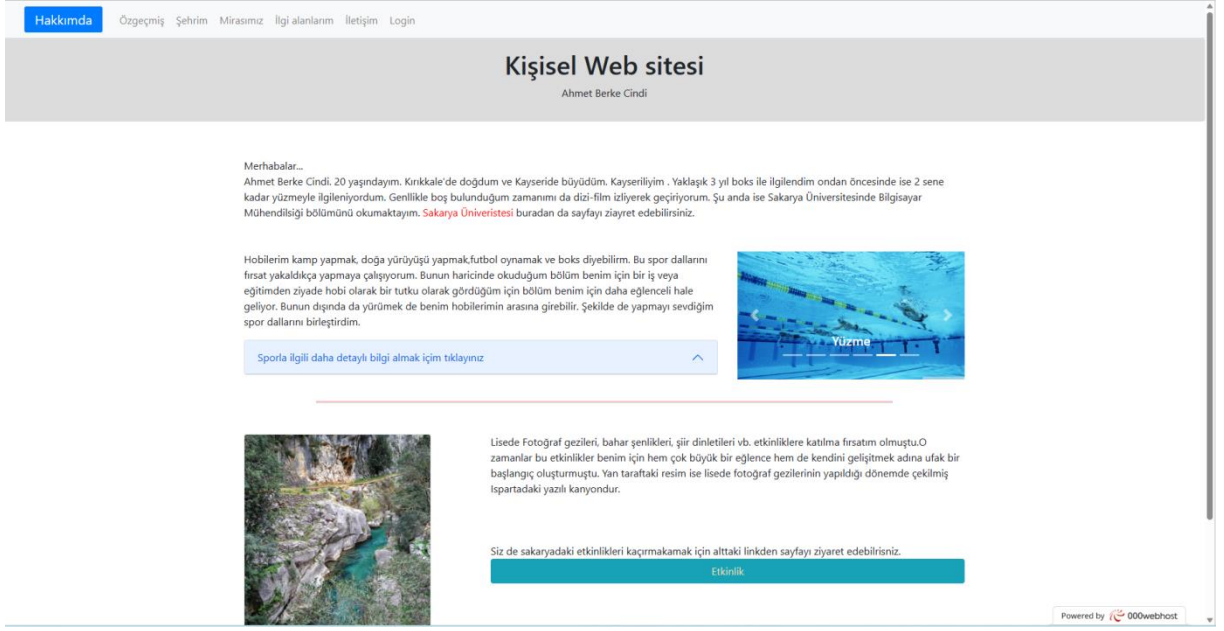 Hakkımda Özgeçmiş Şehrim Mirasımız İlgi alanlarım İletişim Login
Kişisel Web sitesi
Ahmet Berke Cindi
Merhabalar...
Ahmet Berke Cindi. 20 yaşındayım. Kırıkkale'de doğdum ve Kayseride büyüdüm. Kayseriliyim . Yaklaşık 3 yıl boks ile ilgilendim ondan öncesinde ise 2 sene
kadar yüzmeyle ilgileniyordum. Genllikle boş bulunduğum zamanımı da dizi-film izliyerek geçiriyorum. Şu anda ise Sakarya Üniversitesinde Bilgisayar
Mühendilsiği bölümünü okumaktayım. Sakarya Üniveristesi buradan da sayfayı ziayret edebilirsiniz.
Hobilerim kamp yapmak, doğa yürüyüşü yapmak,futbol oynamak ve boks diyebilirm. Bu spor dallarını
fırsat yakaldıkça yapmaya çalışıyorum. Bunun haricinde okuduğum bölüm benim için bir iş veya
eğitimden ziyade hobi olarak bir tutku olarak gördüğüm için bölüm benim için daha eğlenceli hale
geliyor. Bunun dışında da yürümek de benim hobilerimin arasına girebilir. Şekilde de yapmayı sevdiğim
spor dallarını birleştirdim.
Yüzme
Sporla ilgili daha detaylı bilgi almak içim tıklayınız
Lisede Fotoğraf gezileri, bahar şenlikleri, şiir dinletileri vb. etkinliklere katılma fırsatım olmuştu.O
zamanlar bu etkinlikler benim için hem çok büyük bir eğlence hem de kendini gelişitmek adına ufak bir
başlangıç oluşturmuştu. Yan taraftaki resim ise lisede fotoğraf gezilerinin yapıldığı dönemde çekilmiş
Ispartadaki yazılı kanyondur.
Siz de sakaryadaki etkinlikleri kaçırmakamak için alttaki linkden sayfayı ziyaret edebilrisniz.
Etkinlik
Powered by 000webhost